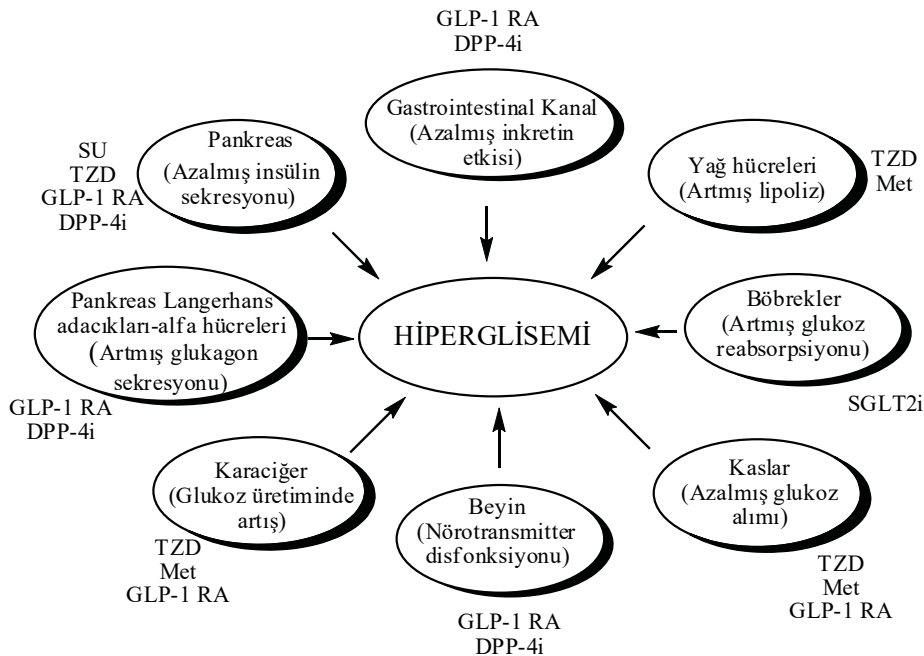 GLP-1 RA
DPP-4i
Gastrointestinal Kanal
(Azalmış inkretin
etkisi)
SU
TZD
GLP-1 RA
DPP-4i
Pankreas
(Azalmış insülin
sekresyonu)
Yağ hücreleri
(Artmış lipoliz)
TZD
Met
Pankreas Langerhans
adacıkları-alfa hücreleri
(Artmış glukagon
sekresyonu)
GLP-1 RA
DPP-4i
HİPERGLİSEMİ
Böbrekler
(Artmış glukoz
reabsorpsiyonu)
SGLT2i
Karaciğer
(Glukoz üretiminde
artış)
TZD
Met
GLP-1 RA
Beyin
(Nörotransmitter
disfonksiyonu)
GLP-1 RA
DPP-4i
Kaslar
(Azalmış glukoz
alımı)
TZD
Met
GLP-1 RA